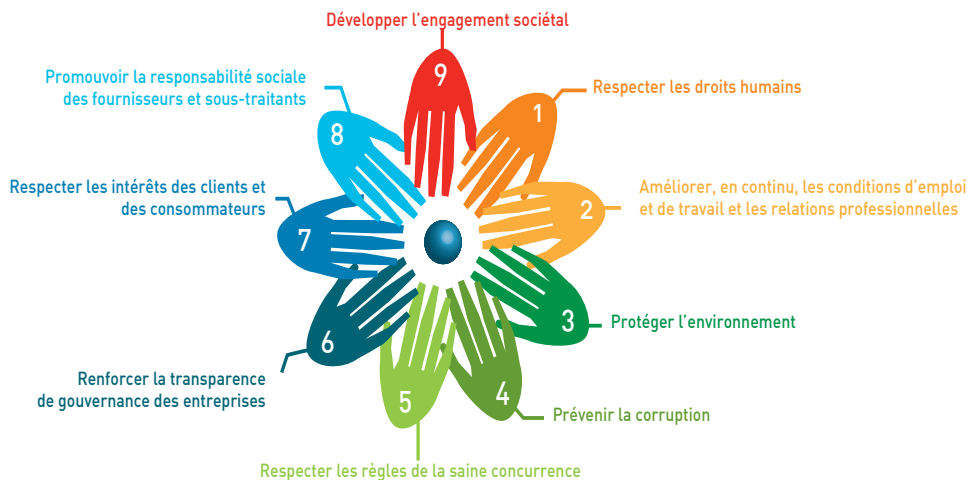 Développer l'engagement sociétal
9
Promouvoir la responsabilité sociale
des fournisseurs et sous-traitants
8
1
Respecter les droits humains
Respecter les intérêts des clients et
des consommateurs
7
2
Améliorer, en continu, les conditions d'emploi
et de travail et les relations professionnelles
3
Protéger l'environnement
6
Renforcer la transparence
de gouvernance des entreprises
5
4
Prévenir la corruption
Respecter les règles de la saine concurrence